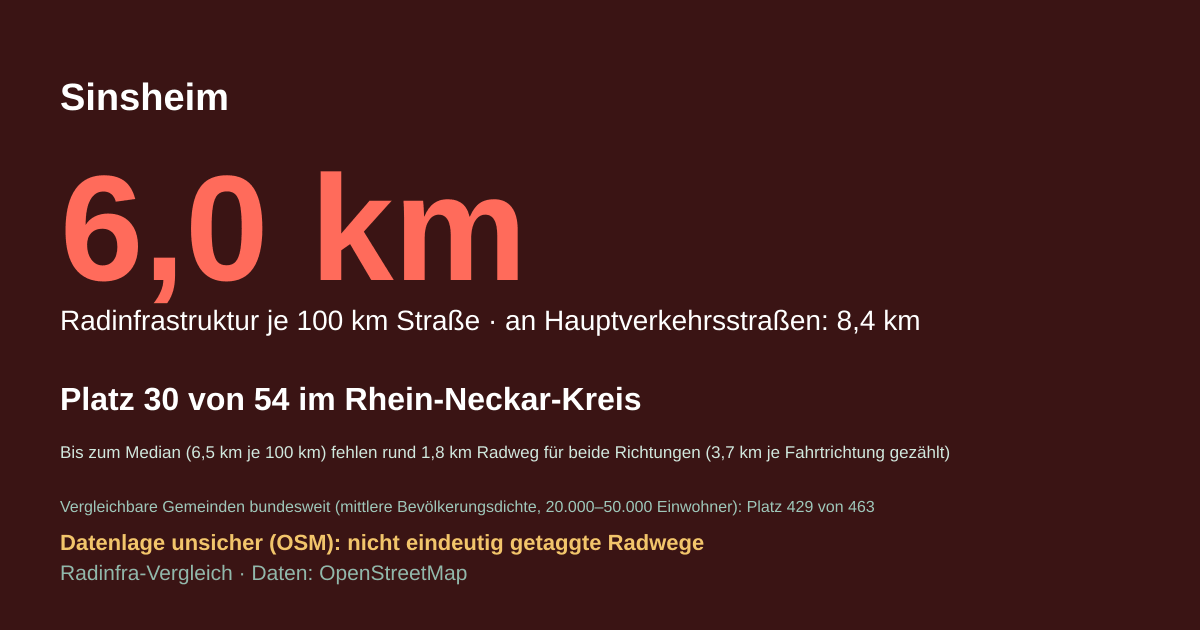 Sinsheim
6,0 km
Radinfrastruktur je 100 km Straße · an Hauptverkehrsstraßen: 8,4 km
Platz 30 von 54 im Rhein-Neckar-Kreis
Bis zum Median (6,5 km je 100 km) fehlen rund 1,8 km Radweg für beide Richtungen (3,7 km je Fahrtrichtung gezählt)
Vergleichbare Gemeinden bundesweit (mittlere Bevölkerungsdichte, 20.000–50.000 Einwohner): Platz 429 von 463
Datenlage unsicher (OSM): nicht eindeutig getaggte Radwege
Radinfra-Vergleich · Daten: OpenStreetMap